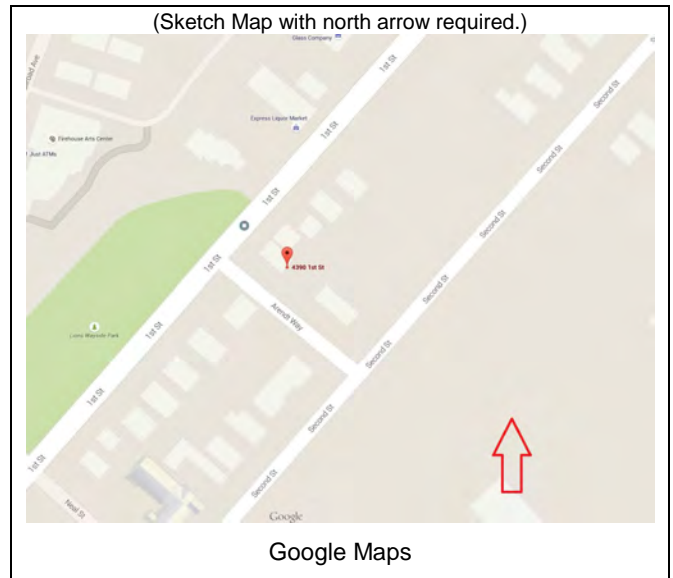 (Sketch Map with north arrow required.)
Glass Company
1st St
Second St
Express Liquor Market
1st St
Second St
Firehouse Arts Center
Just ATMs
1st St
Second St
1st St
4390 1st St
Second St
Arendt Way
Lions Wayside Park
1st St
Second St
1st St
Second St
1st St
Second St
Neal St
Google
Google Maps